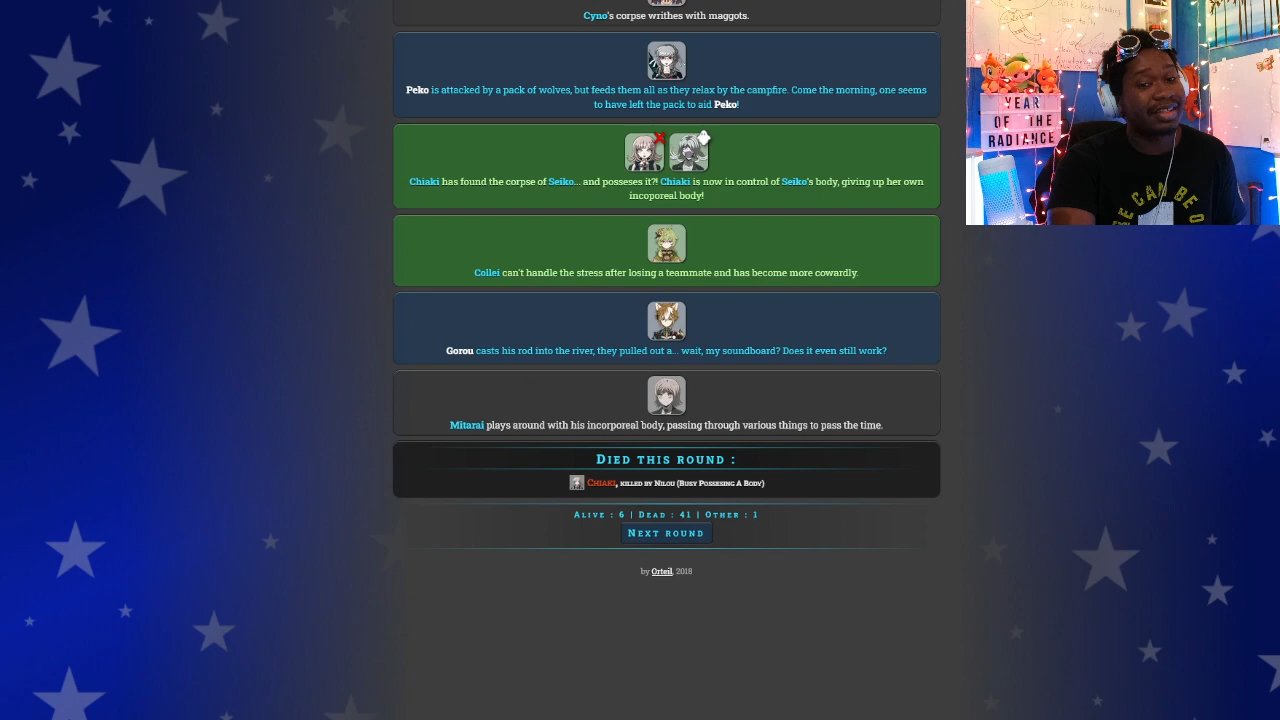 Cyno's corpse writhes with maggots.
Peko is attacked by a pack of wolves, but feeds them all as they relax by the campfire. Come the morning, one seems
to have left the pack to aid Peko!
Chiaki has found the corpse of Seiko... and posseses it?! Chiaki is now in control of Seiko's body, giving up her own
incoporeal body!
Collei can't handle the stress after losing a teammate and has become more cowardly.
Gorou casts his rod into the river, they pulled out a... wait, my soundboard? Does it even still work?
Mitarai plays around with his incorporeal body, passing through various things to pass the time.
Died this round :
Chiaki, killed by Nilou (Busy Possesing A Body)
Alive : 6 | Dead : 41 | Other : 1
Next round
by Orteil, 2018
YEAR
OF THE
RADIANCE
WE CAN BE